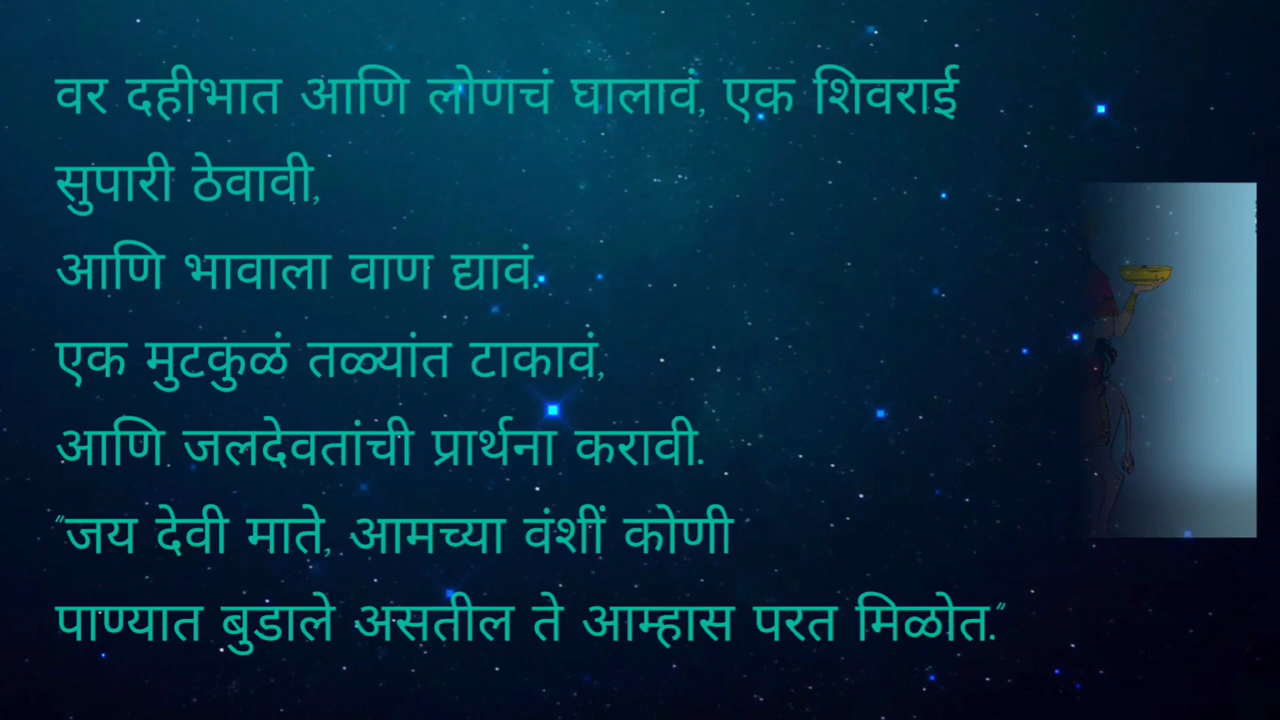 वर दहीभात आणि लोणचं घालावं, एक शिवराई
सुपारी ठेवावी,
आणि भावाला वाण द्यावं.
एक मुटकुळं तळ्यांत टाकावं,
आणि जलदेवतांची प्रार्थना करावी.
"जय देवी माते, आमच्या वंशीं कोणी
पाण्यात बुडाले असतील ते आम्हास परत मिळोत."